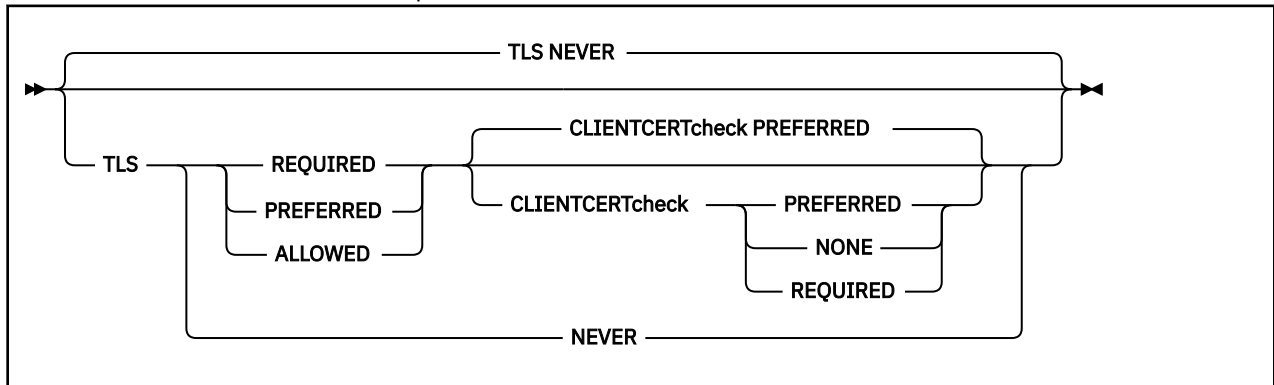 TLS NEVER
CLIENTCERTcheck PREFERRED
TLS REQUIRED
CLIENTCERTcheck PREFERRED
PREFERRED
NONE
ALLOWED
REQUIRED
NEVER